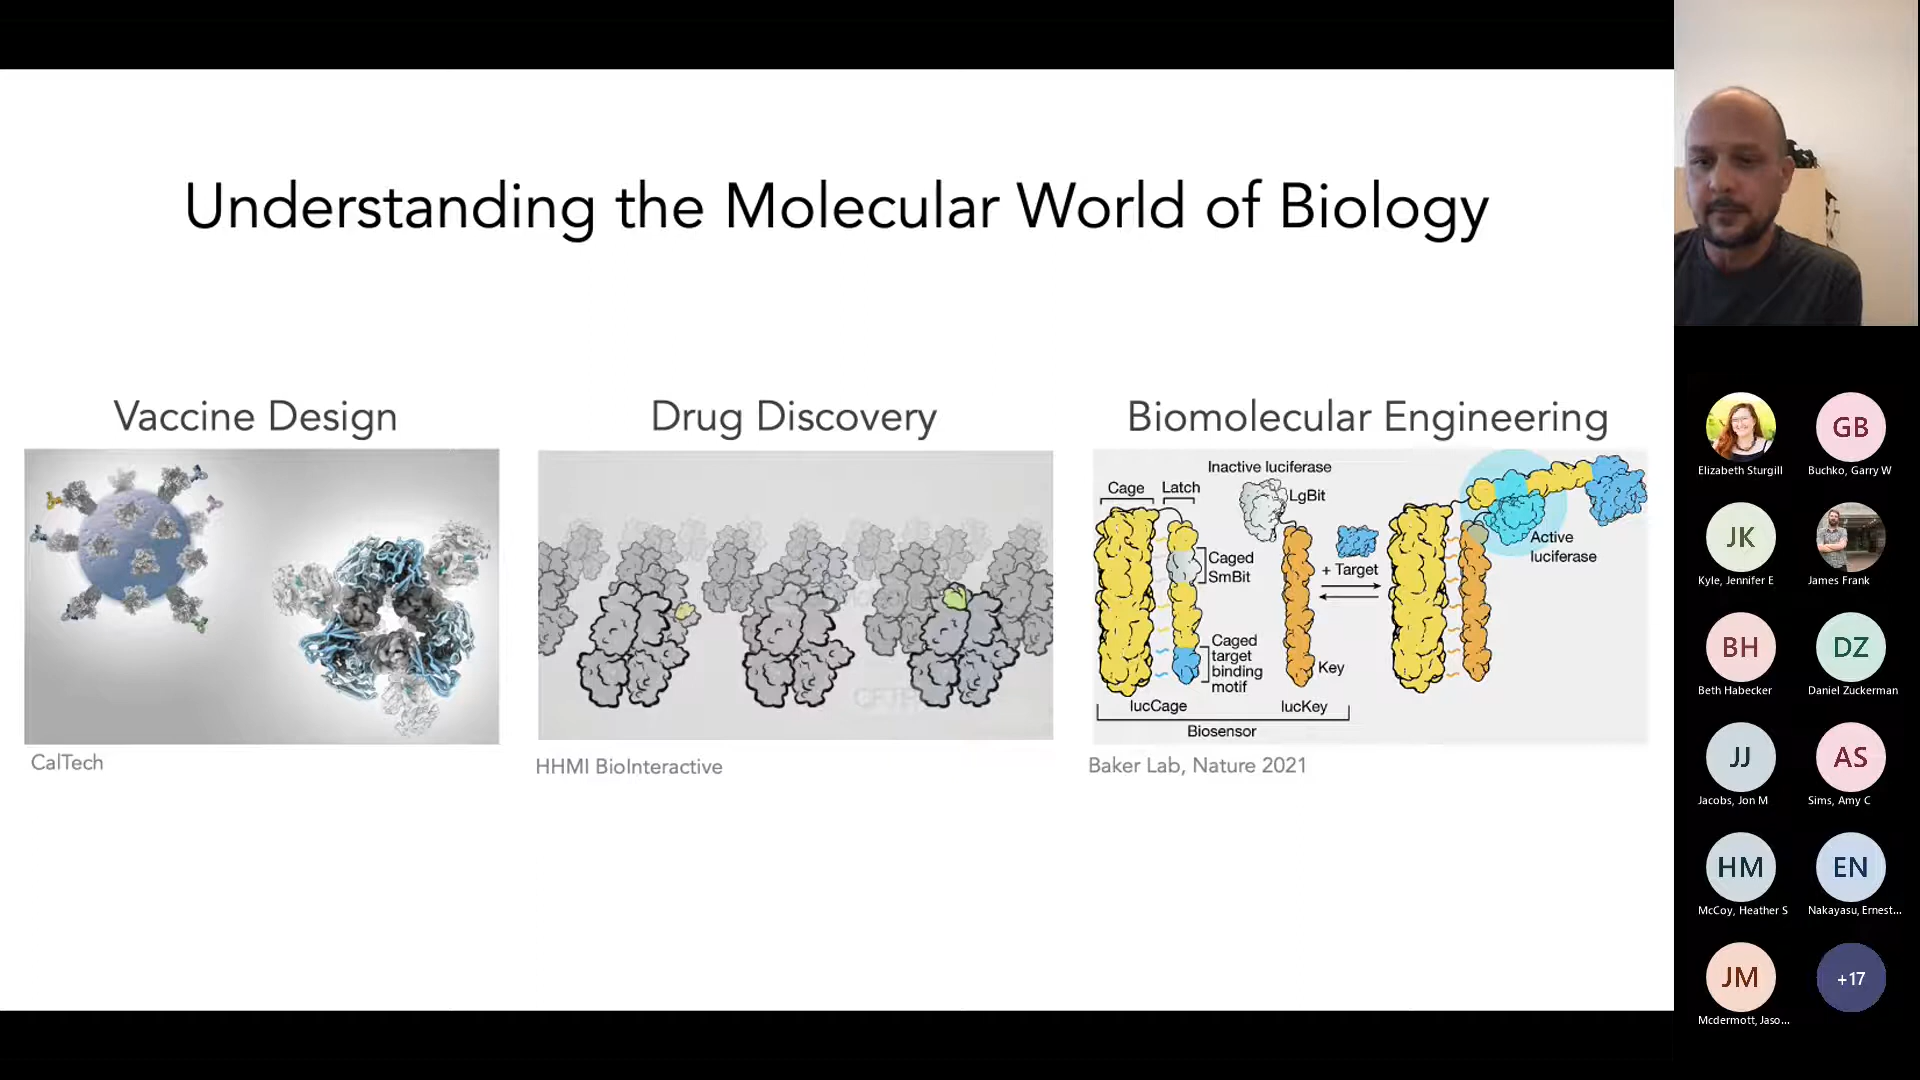 Understanding the Molecular World of Biology
Vaccine Design
CalTech
Drug Discovery
HHMI BioInteractive
Biomolecular Engineering
Inactive luciferase
Cage
Latch
LgBit
Caged
SmBit
+ Target
Active
luciferase
Caged
target
binding
motif
Key
lucCage
lucKey
Biosensor
Baker Lab, Nature 2021
Elizabeth Sturgill
GB
Buchko, Garry W
JK
Kyle, Jennifer E
James Frank
BH
Beth Habecker
DZ
Daniel Zuckerman
JJ
Jacobs, Jon M
AS
Sims, Amy C
HM
McCoy, Heather S
EN
Nakayasu, Ernest...
JM
Mcdermott, Jaso...
+17